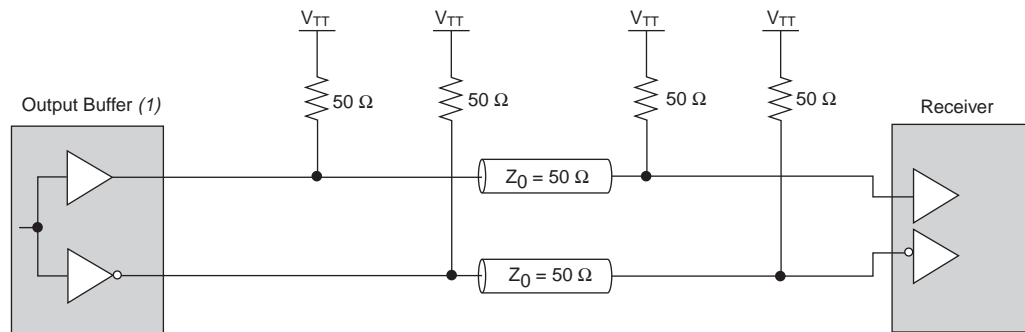 VTT VTT VTT VTT
50 Ω 50 Ω 50 Ω 50 Ω
Output Buffer (1) Receiver
Z0 = 50 Ω
Z0 = 50 Ω